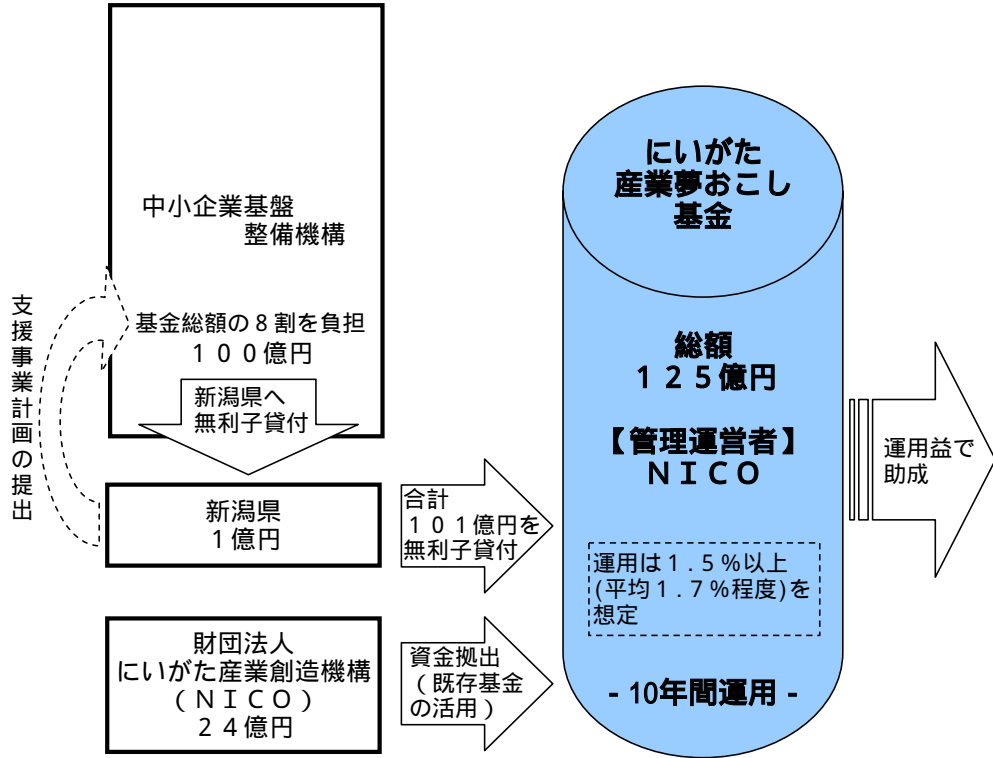 中小企業基盤
整備機構
基金総額の８割を負担
１００億円
新潟県へ
無利子貸付
支援事業計画の提出
新潟県
１億円
合計
１０１億円を
無利子貸付
財団法人
にいがた産業創造機構
（ＮＩＣＯ）
２４億円
資金拠出
（既存基金
の活用）
にいがた
産業夢おこし
基金
総額
１２５億円
【管理運営者】
ＮＩＣＯ
運用は１．５％以上
(平均１．７％程度)を
想定
- 10年間運用 -
運用益で
助成